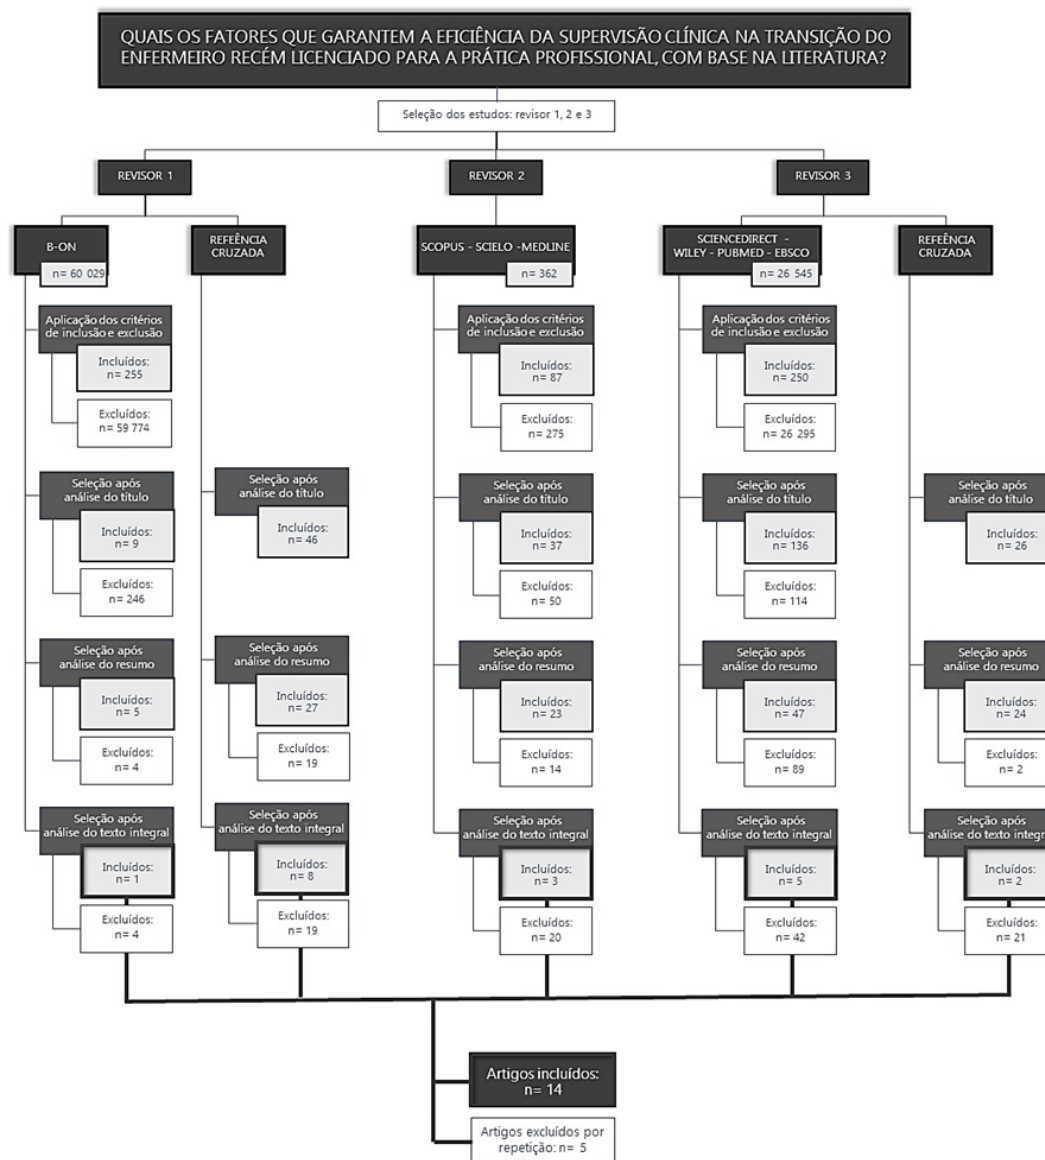 QUAIS OS FATORES QUE GARANTEM A EFICIÊNCIA DA SUPERVISÃO CLÍNICA NA TRANSIÇÃO DO
ENFERMEIRO RECÉM LICENCIADO PARA A PRÁTICA PROFISSIONAL, COM BASE NA LITERATURA?
Seleção dos estudos: revisor 1, 2 e 3
REVISOR 1
REVISOR 2
REVISOR 3
B-ON
n= 60 029
REFEÊNCIA
CRUZADA
SCOPUS - SCIELO -MEDLINE
n= 362
SCIENCEDIRECT -
WILEY - PUBMED - EBSCO
n= 26 545
REFEÊNCIA
CRUZADA
Aplicação dos critérios
de inclusão e exclusão
Incluídos:
n= 255
Excluídos:
n= 59 774
Aplicação dos critérios
de inclusão e exclusão
Incluídos:
n= 87
Excluídos:
n= 275
Aplicação dos critérios
de inclusão e exclusão
Incluídos:
n= 250
Excluídos:
n= 26 295
Seleção após
análise do título
Incluídos:
n= 9
Excluídos:
n= 246
Seleção após
análise do título
Incluídos:
n= 46
Seleção após
análise do título
Incluídos:
n= 37
Excluídos:
n= 50
Seleção após
análise do título
Incluídos:
n= 136
Excluídos:
n= 114
Seleção após
análise do título
Incluídos:
n= 26
Seleção após
análise do resumo
Incluídos:
n= 5
Excluídos:
n= 4
Seleção após
análise do resumo
Incluídos:
n= 27
Excluídos:
n= 19
Seleção após
análise do resumo
Incluídos:
n= 23
Excluídos:
n= 14
Seleção após
análise do resumo
Incluídos:
n= 47
Excluídos:
n= 89
Seleção após
análise do resumo
Incluídos:
n= 24
Excluídos:
n= 2
Seleção após
análise do texto integral
Incluídos:
n= 1
Excluídos:
n= 4
Seleção após
análise do texto integral
Incluídos:
n= 8
Excluídos:
n= 19
Seleção após
análise do texto integral
Incluídos:
n= 3
Excluídos:
n= 20
Seleção após
análise do texto integral
Incluídos:
n= 5
Excluídos:
n= 42
Seleção após
análise do texto integral
Incluídos:
n= 2
Excluídos:
n= 21
Artigos incluídos:
n= 14
Artigos excluídos por
repetição: n= 5